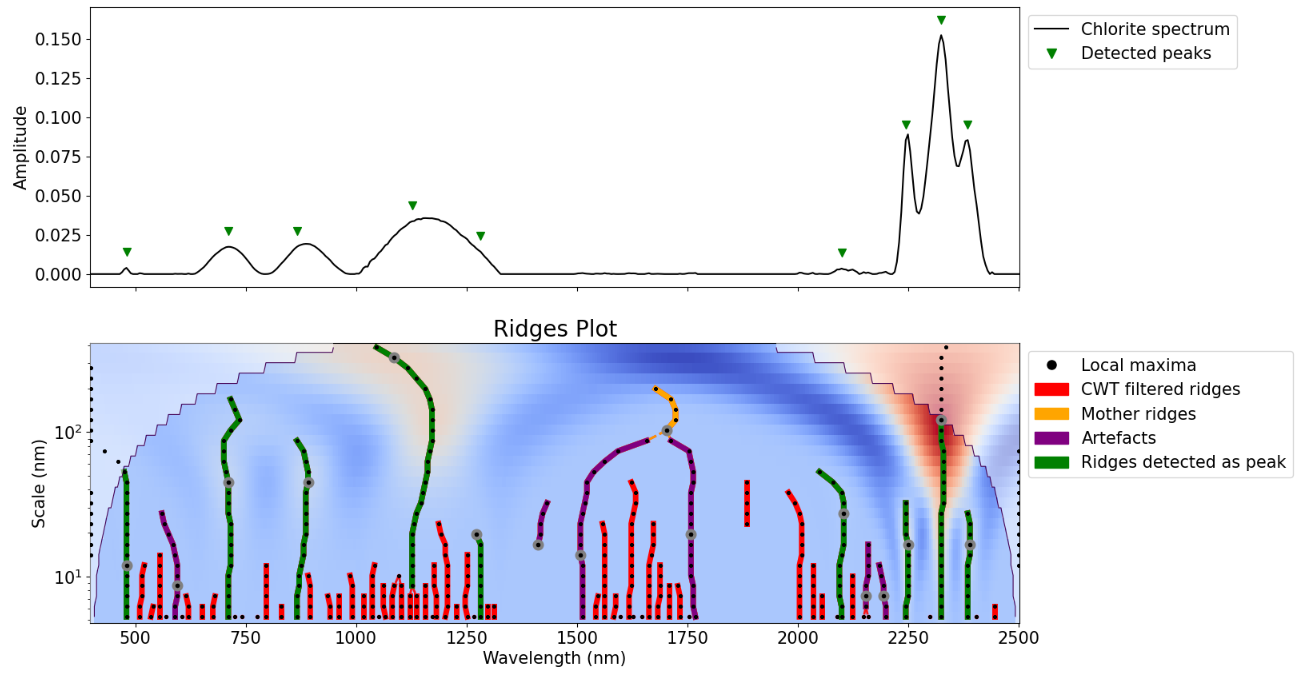 0.150
0.125
0.100
0.075
0.050
0.025
0.000
Amplitude
Chlorite spectrum
Detected peaks
Ridges Plot
10²
10¹
Scale (nm)
500 750 1000 1250 1500 1750 2000 2250 2500
Wavelength (nm)
Local maxima
CWT filtered ridges
Mother ridges
Artefacts
Ridges detected as peak